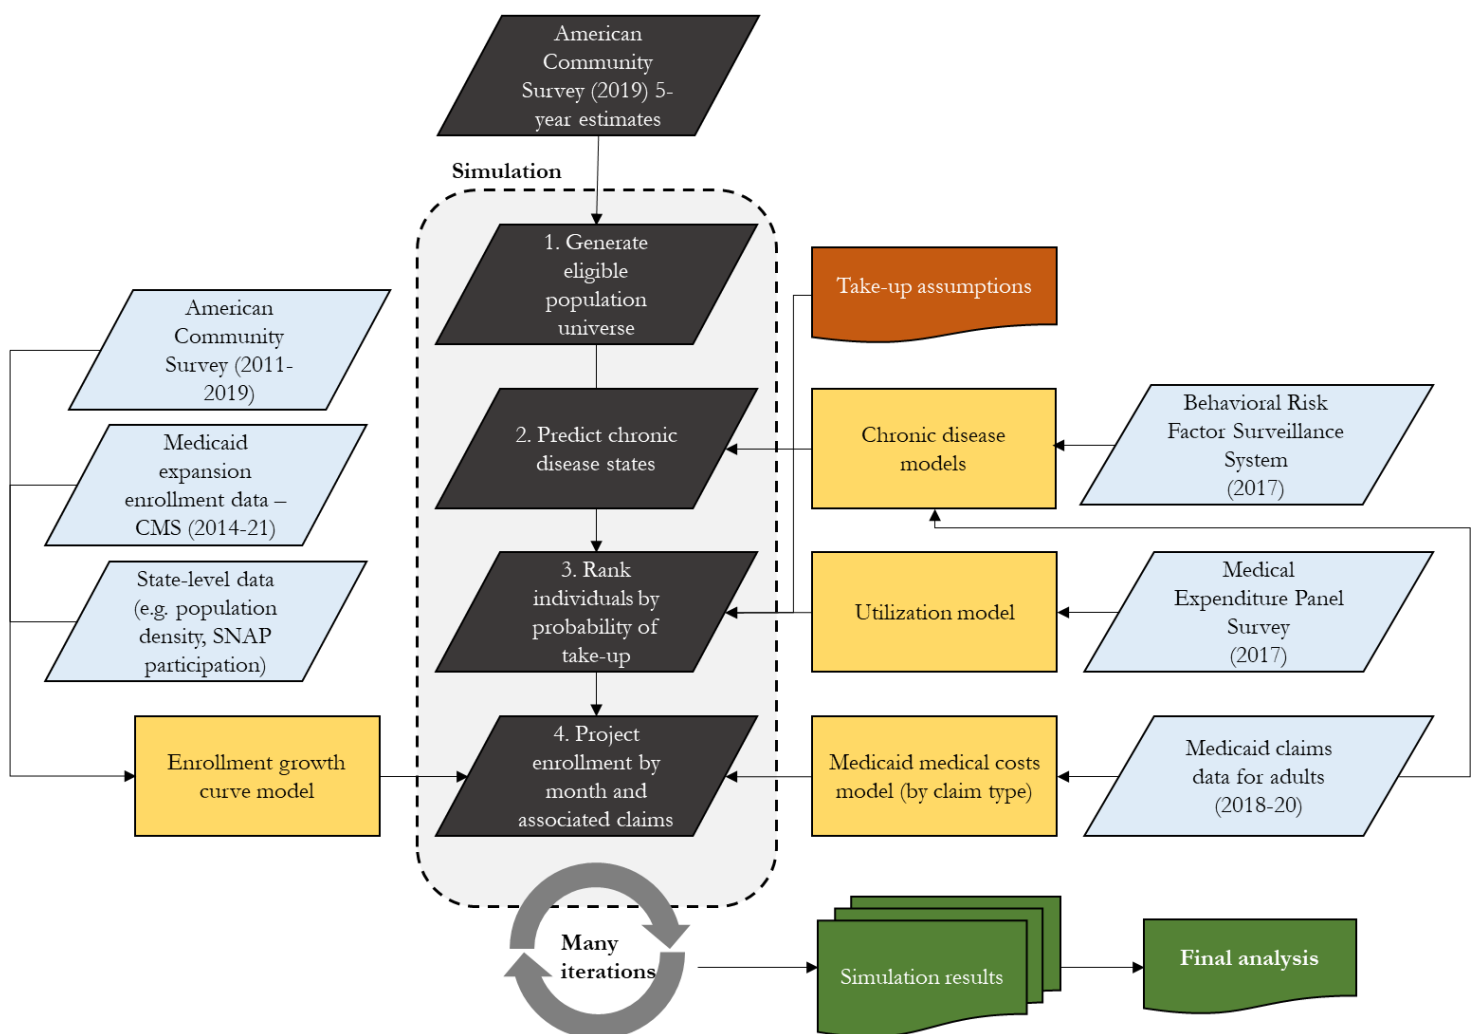 American
Community
Survey (2019) 5-
year estimates
Simulation
1. Generate
eligible
population
universe
Take-up assumptions
American
Community
Survey (2011-
2019)
2. Predict chronic
disease states
Chronic disease
models
Behavioral Risk
Factor Surveillance
System
(2017)
Medicaid
expansion
enrollment data –
CMS (2014-21)
3. Rank
individuals by
probability of
take-up
Utilization model
Medical
Expenditure Panel
Survey
(2017)
State-level data
(e.g. population
density, SNAP
participation)
Enrollment growth
curve model
4. Project
enrollment by
month and
associated claims
Medicaid medical costs
model (by claim type)
Medicaid claims
data for adults
(2018-20)
Many
iterations
Simulation results
Final analysis